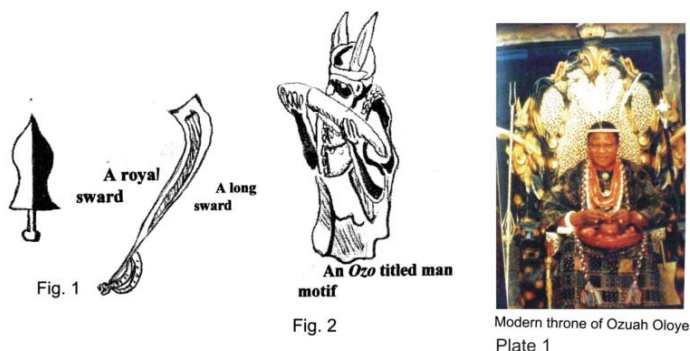 A royal
sward
A long
sward
Fig. 1
An Ozo titled man
motif
Fig. 2
Modern throne of Ozuah Oloye
Plate 1